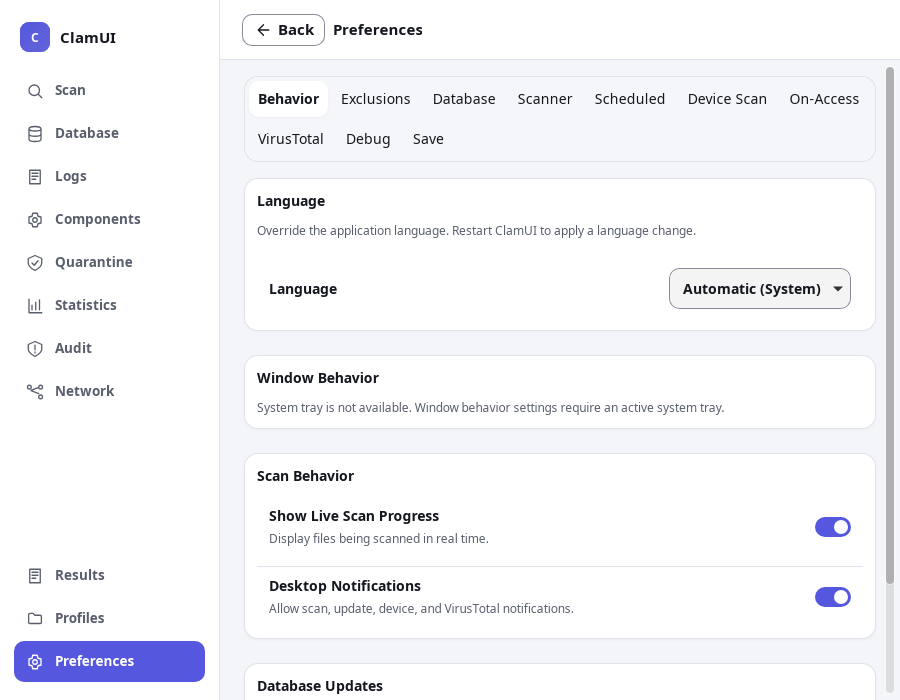 C ClamUI
Scan
Database
Logs
Components
Quarantine
Statistics
Audit
Network
Results
Profiles
Preferences
Back Preferences
Behavior Exclusions Database Scanner Scheduled Device Scan On-Access
VirusTotal Debug Save
Language
Override the application language. Restart ClamUI to apply a language change.
Language Automatic (System)
Window Behavior
System tray is not available. Window behavior settings require an active system tray.
Scan Behavior
Show Live Scan Progress
Display files being scanned in real time.
Desktop Notifications
Allow scan, update, device, and VirusTotal notifications.
Database Updates